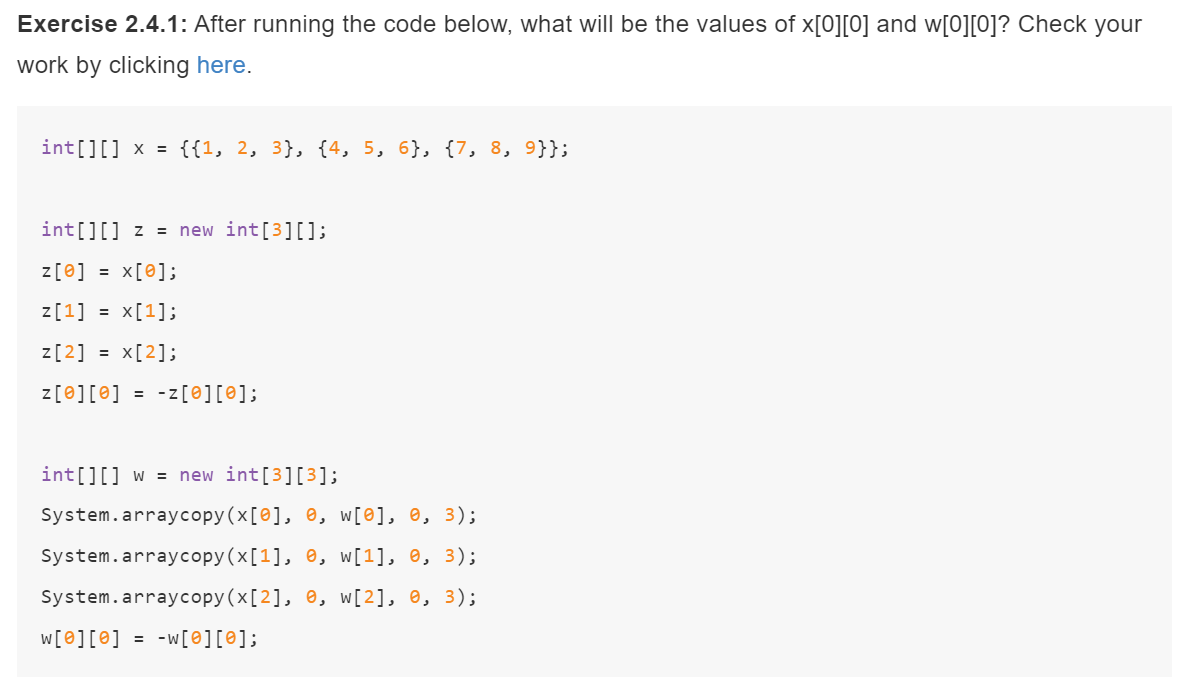 Exercise 2.4.1: After running the code below, what will be the values of x[0][0] and w[0][0]? Check your
work by clicking here.
int[][] x = {{1, 2, 3}, {4, 5, 6}, {7, 8, 9}};
int[][] z = new int[3][];
z[0] = x[0];
z[1] = x[1];
z[2] = x[2];
z[0][0] = -z[0][0];
int[][] w = new int[3][3];
System.arraycopy(x[0], 0, w[0], 0, 3);
System.arraycopy(x[1], 0, w[1], 0, 3);
System.arraycopy(x[2], 0, w[2], 0, 3);
w[0][0] = -w[0][0];